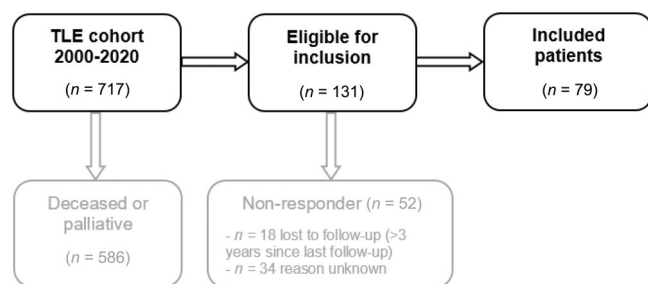 TLE cohort
2000-2020
(n = 717)
Eligible for
inclusion
(n = 131)
Included
patients
(n = 79)
Deceased or
palliative
(n = 586)
Non-responder (n = 52)
- n = 18 lost to follow-up (>3
years since last follow-up)
- n = 34 reason unknown